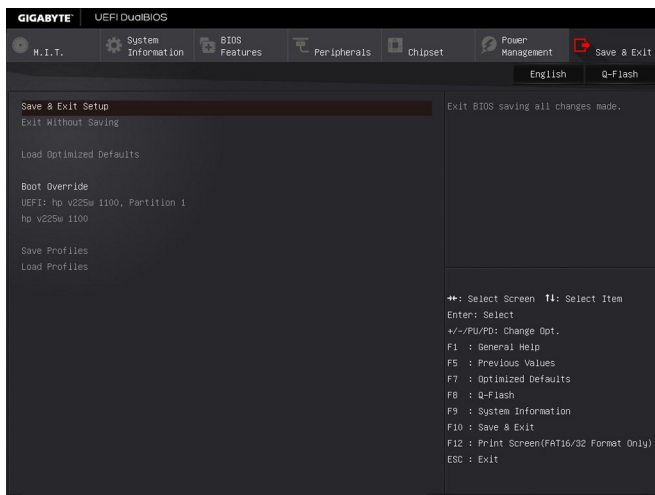 GIGABYTE™ UEFI DualBIOS
M.I.T.
System Information
BIOS Features
Peripherals
Chipset
Power Management
Save & Exit
English
Q-Flash
Save & Exit Setup
Exit Without Saving
Load Optimized Defaults
Boot Override
UEFI: hp v225w 1100, Partition 1
hp v225w 1100
Save Profiles
Load Profiles
Exit BIOS saving all changes made.
→←: Select Screen ↑↓: Select Item
Enter: Select
+/-/PU/PD: Change Opt.
F1 : General Help
F5 : Previous Values
F7 : Optimized Defaults
F8 : Q-Flash
F9 : System Information
F10 : Save & Exit
F12 : Print Screen(FAT16/32 Format Only)
ESC : Exit